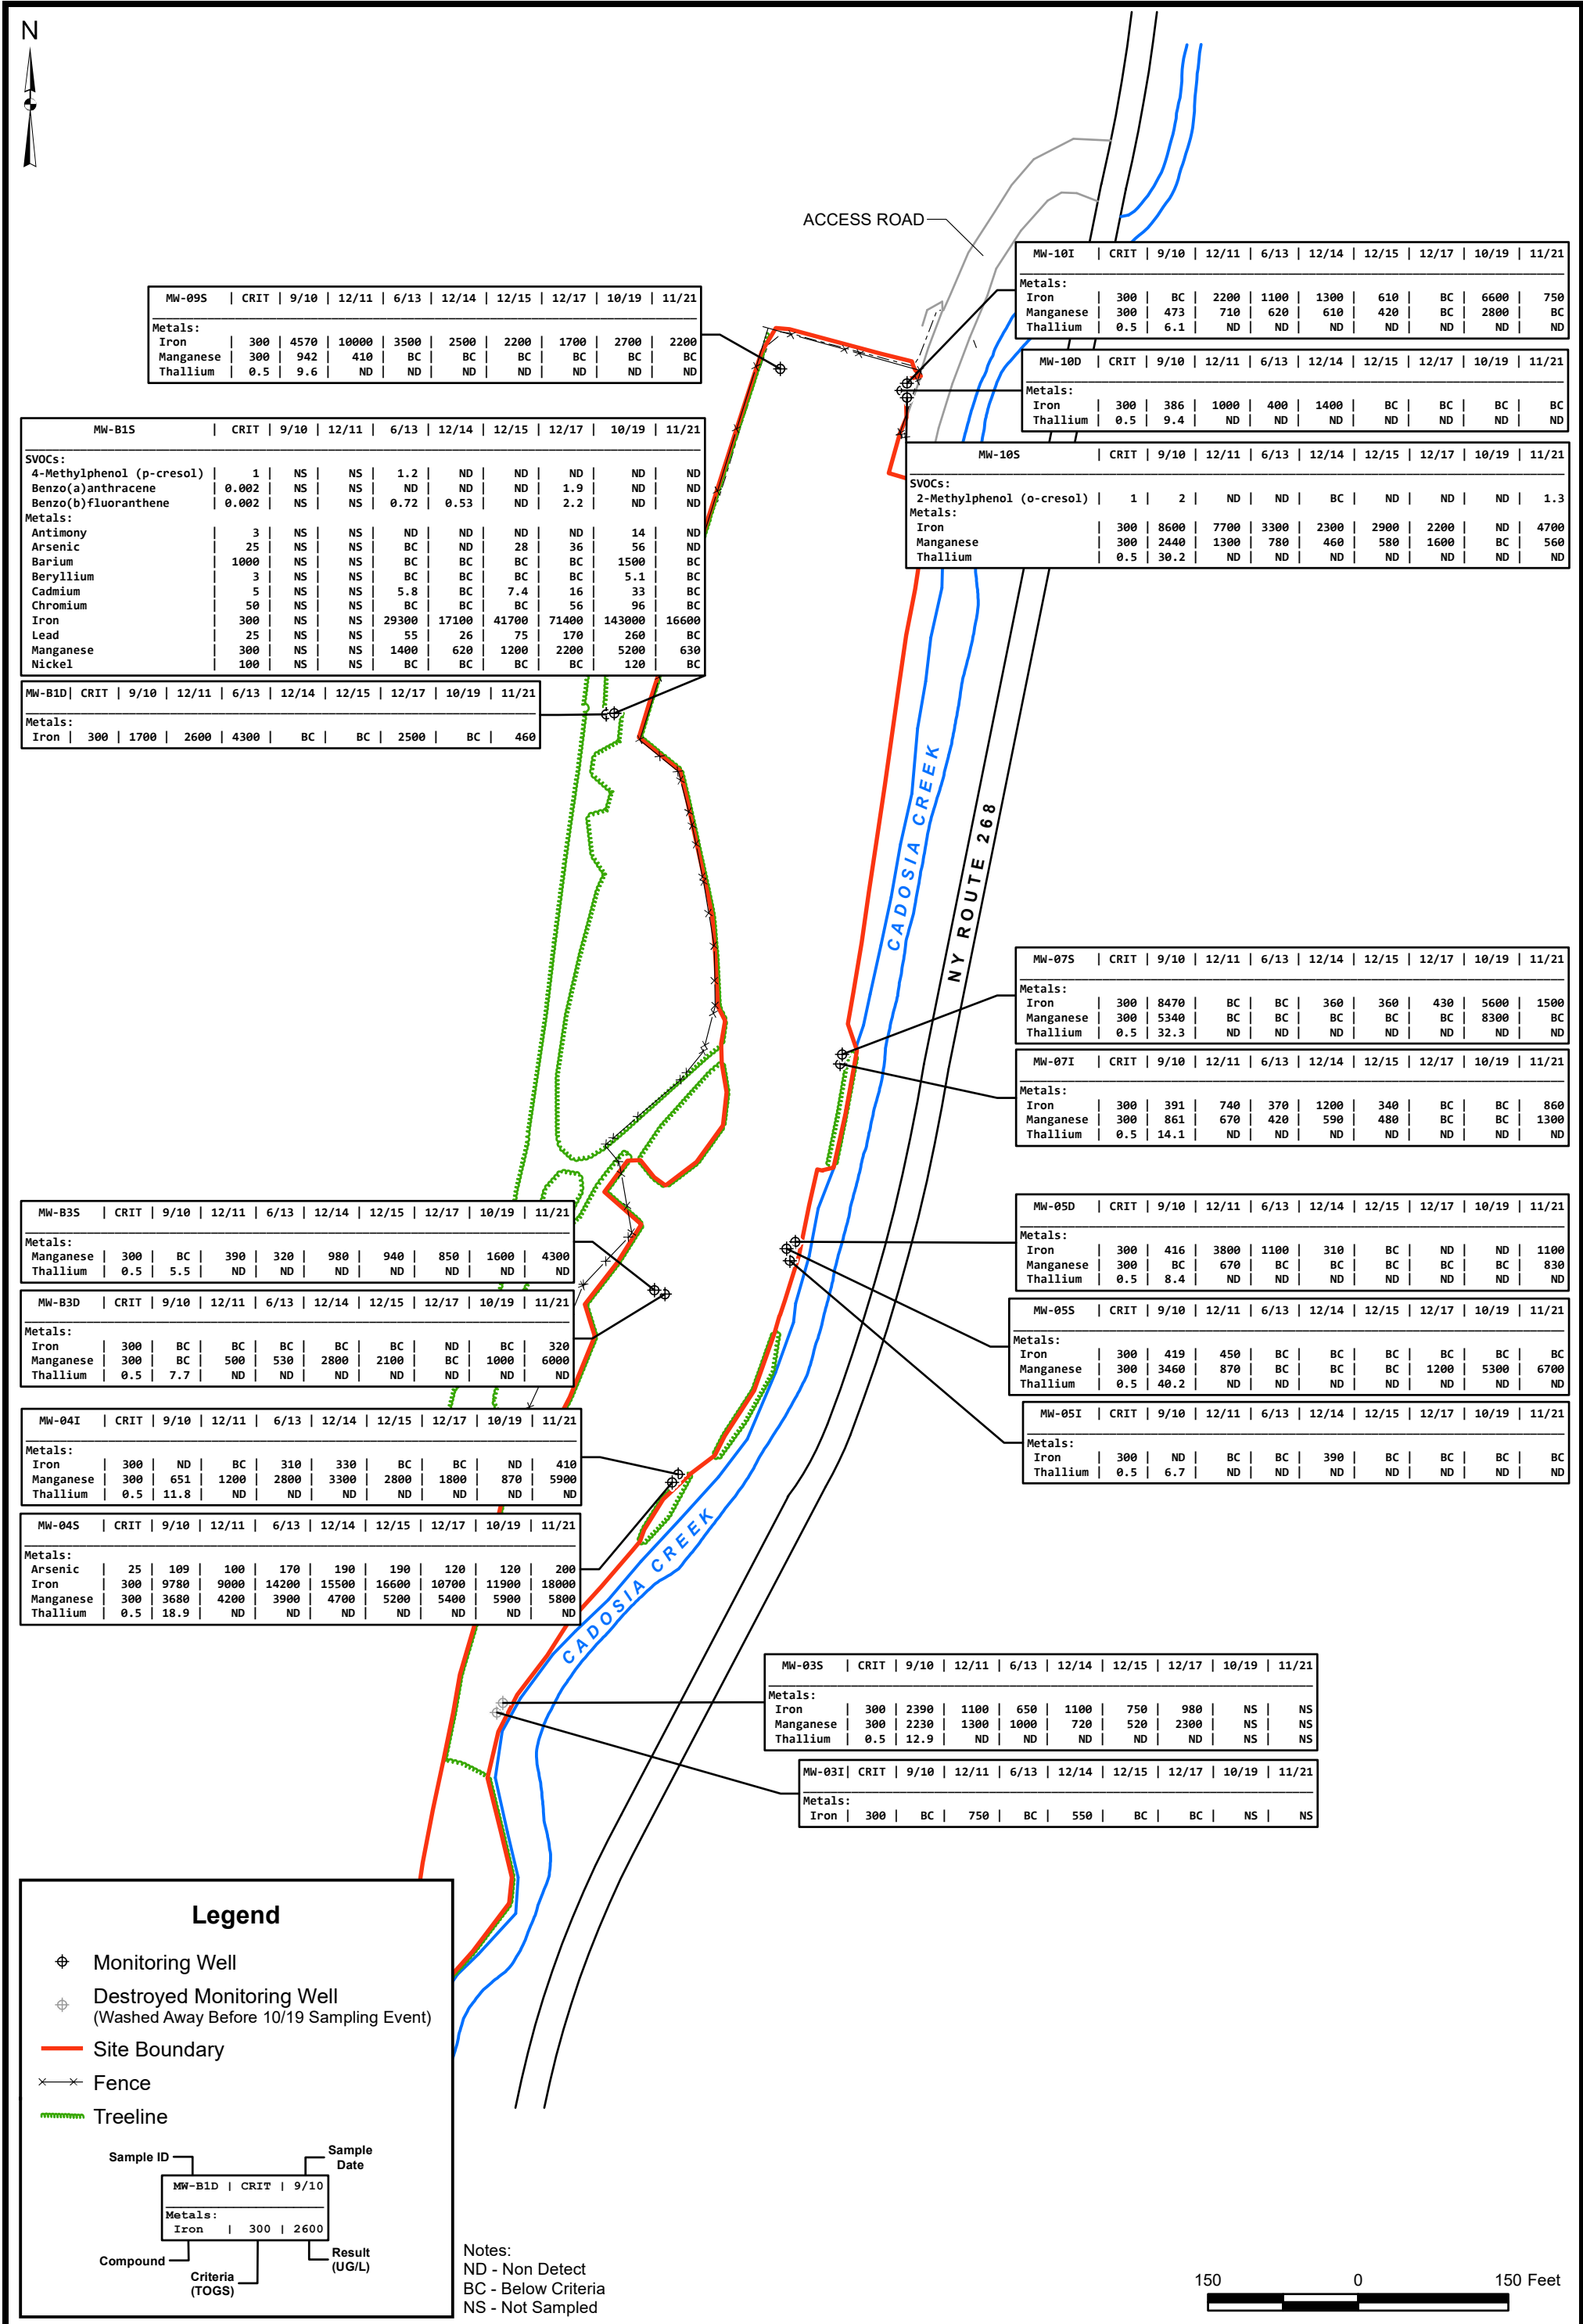 N
ACCESS ROAD
MW-10I | CRIT | 9/10 | 12/11 | 6/13 | 12/14 | 12/15 | 12/17 | 10/19 | 11/21
Metals:
Iron | 300 | BC | 2200 | 1100 | 1300 | 610 | BC | 6600 | 750
Manganese | 300 | 473 | 710 | 620 | 610 | 420 | BC | 2800 | BC
Thallium | 0.5 | 6.1 | ND | ND | ND | ND | ND | ND | ND
MW-09S | CRIT | 9/10 | 12/11 | 6/13 | 12/14 | 12/15 | 12/17 | 10/19 | 11/21
Metals:
Iron | 300 | 4570 | 10000 | 3500 | 2500 | 2200 | 1700 | 2700 | 2200
Manganese | 300 | 942 | 410 | BC | BC | BC | BC | BC | BC
Thallium | 0.5 | 9.6 | ND | ND | ND | ND | ND | ND | ND
MW-10D | CRIT | 9/10 | 12/11 | 6/13 | 12/14 | 12/15 | 12/17 | 10/19 | 11/21
Metals:
Iron | 300 | 386 | 1000 | 400 | 1400 | BC | BC | BC | BC
Thallium | 0.5 | 9.4 | ND | ND | ND | ND | ND | ND | ND
MW-B1S | CRIT | 9/10 | 12/11 | 6/13 | 12/14 | 12/15 | 12/17 | 10/19 | 11/21
SVOCs:
4-Methylphenol (p-cresol) | 1 | NS | NS | 1.2 | ND | ND | ND | ND | ND
Benzo(a)anthracene | 0.002 | NS | NS | ND | ND | ND | 1.9 | ND | ND
Benzo(b)fluoranthene | 0.002 | NS | NS | 0.72 | 0.53 | ND | 2.2 | ND | ND
Metals:
Antimony | 3 | NS | NS | ND | ND | ND | ND | 14 | ND
Arsenic | 25 | NS | NS | BC | ND | 28 | 36 | 56 | ND
Barium | 1000 | NS | NS | BC | BC | BC | BC | 1500 | BC
Beryllium | 3 | NS | NS | BC | BC | BC | BC | 5.1 | BC
Cadmium | 5 | NS | NS | 5.8 | BC | 7.4 | 16 | 33 | BC
Chromium | 50 | NS | NS | BC | BC | BC | 56 | 96 | BC
Iron | 300 | NS | NS | 29300 | 17100 | 41700 | 71400 | 143000 | 16600
Lead | 25 | NS | NS | 55 | 26 | 75 | 170 | 260 | BC
Manganese | 300 | NS | NS | 1400 | 620 | 1200 | 2200 | 5200 | 630
Nickel | 100 | NS | NS | BC | BC | BC | BC | 120 | BC
MW-10S | CRIT | 9/10 | 12/11 | 6/13 | 12/14 | 12/15 | 12/17 | 10/19 | 11/21
SVOCs:
2-Methylphenol (o-cresol) | 1 | 2 | ND | ND | BC | ND | ND | ND | 1.3
Metals:
Iron | 300 | 8600 | 7700 | 3300 | 2300 | 2900 | 2200 | ND | 4700
Manganese | 300 | 2440 | 1300 | 780 | 460 | 580 | 1600 | BC | 560
Thallium | 0.5 | 30.2 | ND | ND | ND | ND | ND | ND | ND
MW-B1D| CRIT | 9/10 | 12/11 | 6/13 | 12/14 | 12/15 | 12/17 | 10/19 | 11/21
Metals:
Iron | 300 | 1700 | 2600 | 4300 | BC | BC | 2500 | BC | 460
CADOSIA CREEK
NY ROUTE 268
MW-07S | CRIT | 9/10 | 12/11 | 6/13 | 12/14 | 12/15 | 12/17 | 10/19 | 11/21
Metals:
Iron | 300 | 8470 | BC | BC | 360 | 360 | 430 | 5600 | 1500
Manganese | 300 | 5340 | BC | BC | BC | BC | BC | 8300 | BC
Thallium | 0.5 | 32.3 | ND | ND | ND | ND | ND | ND | ND
MW-07I | CRIT | 9/10 | 12/11 | 6/13 | 12/14 | 12/15 | 12/17 | 10/19 | 11/21
Metals:
Iron | 300 | 391 | 740 | 370 | 1200 | 340 | BC | BC | 860
Manganese | 300 | 861 | 670 | 420 | 590 | 480 | BC | BC | 1300
Thallium | 0.5 | 14.1 | ND | ND | ND | ND | ND | ND | ND
MW-B3S | CRIT | 9/10 | 12/11 | 6/13 | 12/14 | 12/15 | 12/17 | 10/19 | 11/21
Metals:
Manganese | 300 | BC | 390 | 320 | 980 | 940 | 850 | 1600 | 4300
Thallium | 0.5 | 5.5 | ND | ND | ND | ND | ND | ND | ND
MW-05D | CRIT | 9/10 | 12/11 | 6/13 | 12/14 | 12/15 | 12/17 | 10/19 | 11/21
Metals:
Iron | 300 | 416 | 3800 | 1100 | 310 | BC | ND | ND | 1100
Manganese | 300 | BC | 670 | BC | BC | BC | BC | BC | 830
Thallium | 0.5 | 8.4 | ND | ND | ND | ND | ND | ND | ND
MW-B3D | CRIT | 9/10 | 12/11 | 6/13 | 12/14 | 12/15 | 12/17 | 10/19 | 11/21
Metals:
Iron | 300 | BC | BC | BC | BC | BC | ND | BC | 320
Manganese | 300 | BC | 500 | 530 | 2800 | 2100 | BC | 1000 | 6000
Thallium | 0.5 | 7.7 | ND | ND | ND | ND | ND | ND | ND
MW-05S | CRIT | 9/10 | 12/11 | 6/13 | 12/14 | 12/15 | 12/17 | 10/19 | 11/21
Metals:
Iron | 300 | 419 | 450 | BC | BC | BC | BC | BC | BC
Manganese | 300 | 3460 | 870 | BC | BC | BC | 1200 | 5300 | 6700
Thallium | 0.5 | 40.2 | ND | ND | ND | ND | ND | ND | ND
MW-05I | CRIT | 9/10 | 12/11 | 6/13 | 12/14 | 12/15 | 12/17 | 10/19 | 11/21
Metals:
Iron | 300 | ND | BC | BC | 390 | BC | BC | BC | BC
Thallium | 0.5 | 6.7 | ND | ND | ND | ND | ND | ND | ND
MW-04I | CRIT | 9/10 | 12/11 | 6/13 | 12/14 | 12/15 | 12/17 | 10/19 | 11/21
Metals:
Iron | 300 | ND | BC | 310 | 330 | BC | BC | ND | 410
Manganese | 300 | 651 | 1200 | 2800 | 3300 | 2800 | 1800 | 870 | 5900
Thallium | 0.5 | 11.8 | ND | ND | ND | ND | ND | ND | ND
MW-04S | CRIT | 9/10 | 12/11 | 6/13 | 12/14 | 12/15 | 12/17 | 10/19 | 11/21
Metals:
Arsenic | 25 | 109 | 100 | 170 | 190 | 190 | 120 | 120 | 200
Iron | 300 | 9780 | 9000 | 14200 | 15500 | 16600 | 10700 | 11900 | 18000
Manganese | 300 | 3680 | 4200 | 3900 | 4700 | 5200 | 5400 | 5900 | 5800
Thallium | 0.5 | 18.9 | ND | ND | ND | ND | ND | ND | ND
CADOSIA CREEK
MW-03S | CRIT | 9/10 | 12/11 | 6/13 | 12/14 | 12/15 | 12/17 | 10/19 | 11/21
Metals:
Iron | 300 | 2390 | 1100 | 650 | 1100 | 750 | 980 | NS | NS
Manganese | 300 | 2230 | 1300 | 1000 | 720 | 520 | 2300 | NS | NS
Thallium | 0.5 | 12.9 | ND | ND | ND | ND | ND | NS | NS
MW-03I| CRIT | 9/10 | 12/11 | 6/13 | 12/14 | 12/15 | 12/17 | 10/19 | 11/21
Metals:
Iron | 300 | BC | 750 | BC | 550 | BC | BC | NS | NS
Legend
Monitoring Well
Destroyed Monitoring Well
(Washed Away Before 10/19 Sampling Event)
Site Boundary
Fence
Treeline
Sample ID
Sample
Date
MW-B1D | CRIT | 9/10
Metals:
Iron | 300 | 2600
Compound
Criteria
(TOGS)
Result
(UG/L)
Notes:
ND - Non Detect
BC - Below Criteria
NS - Not Sampled
150 0 150 Feet